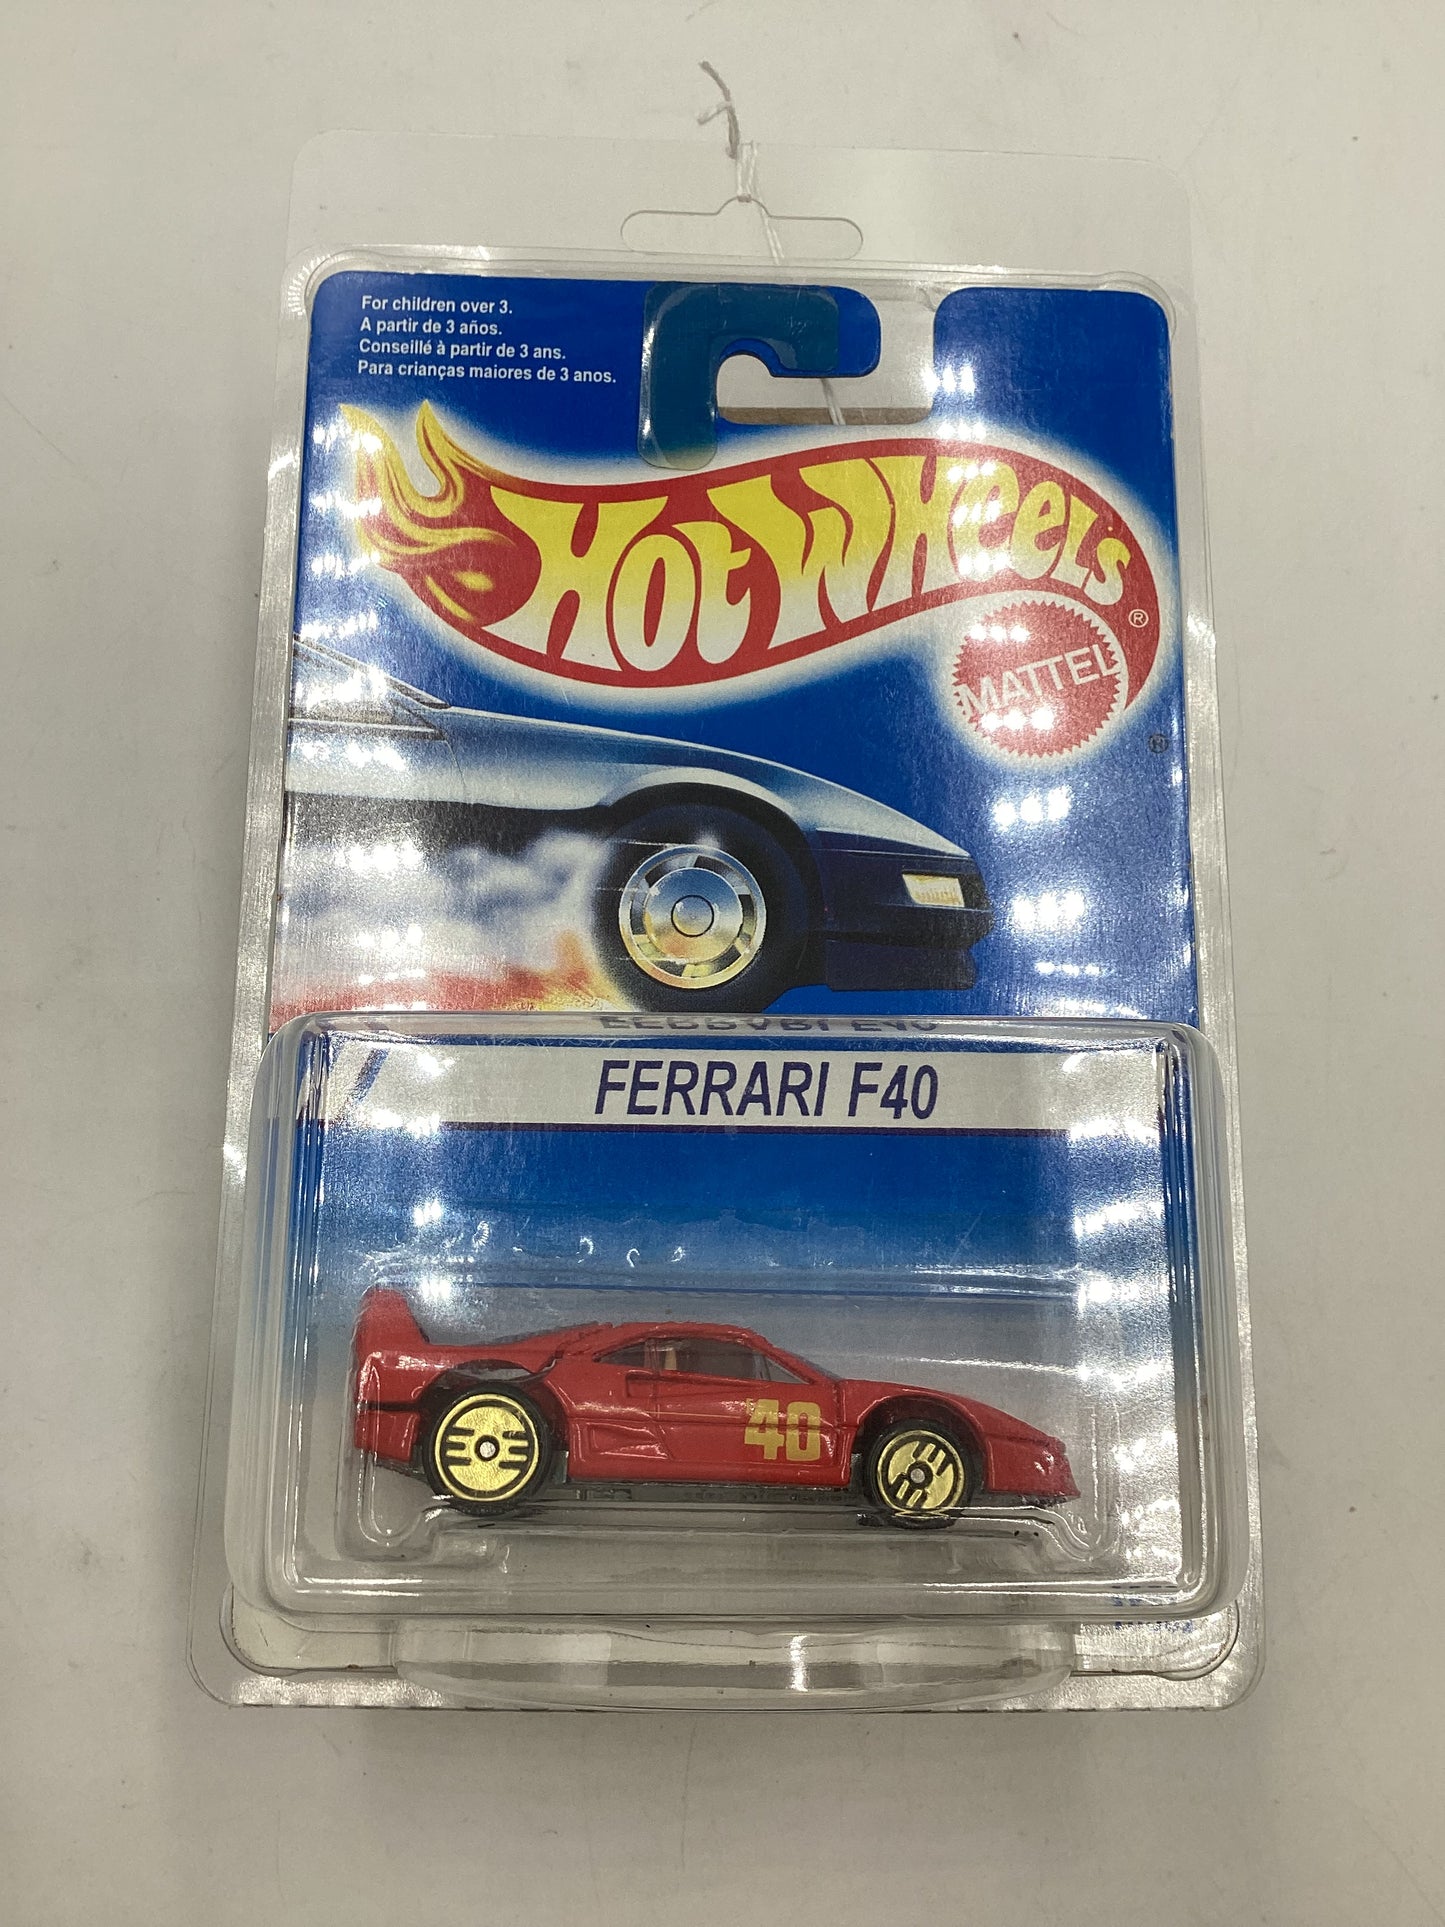 For children over 3.
A partir de 3 años.
Conseillé à partir de 3 ans.
Para crianças maiores de 3 anos.
HOT WHEELS ®
MATTEL
®
FERRARI F40
40